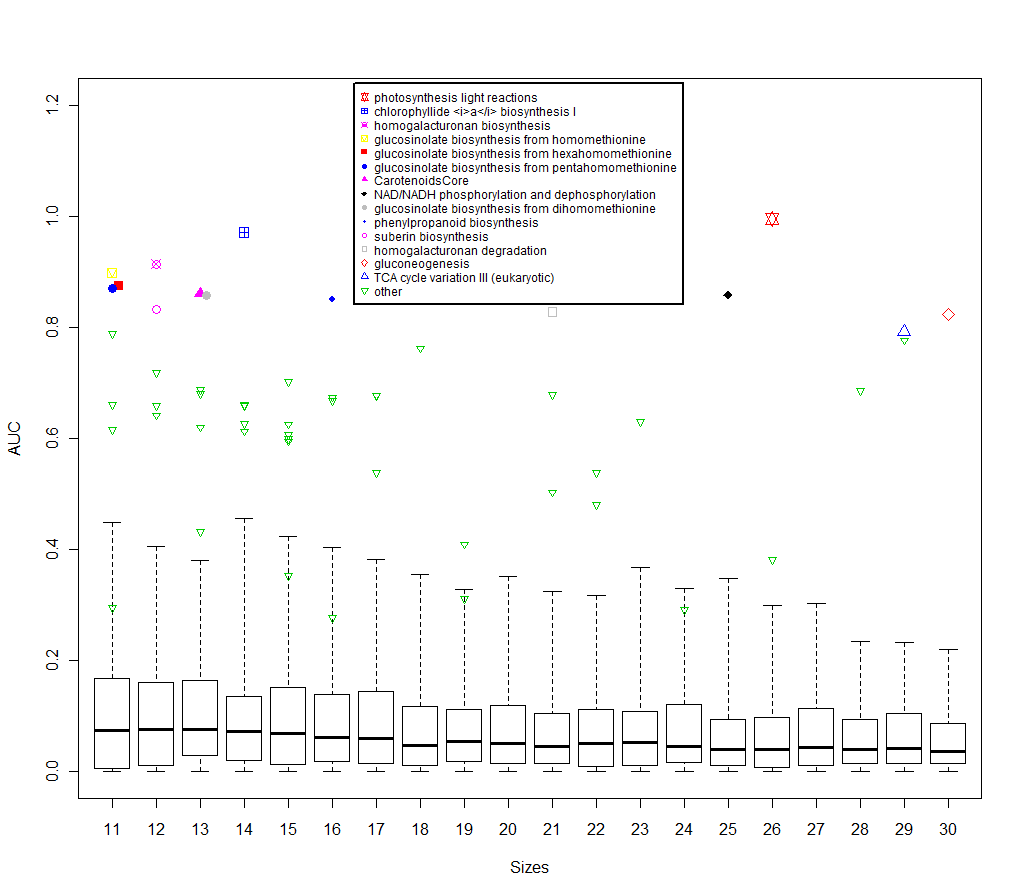 photosynthesis light reactions
chlorophyllide <i>a</i> biosynthesis I
homogalacturonan biosynthesis
glucosinolate biosynthesis from homomethionine
glucosinolate biosynthesis from hexahomomethionine
glucosinolate biosynthesis from pentahomomethionine
CarotenoidsCore
NAD/NADH phosphorylation and dephosphorylation
glucosinolate biosynthesis from dihomomethionine
phenylpropanoid biosynthesis
suberin biosynthesis
homogalacturonan degradation
gluconeogenesis
TCA cycle variation III (eukaryotic)
other
1.2
1.0
0.8
0.6
0.4
0.2
0.0
AUC
11 12 13 14 15 16 17 18 19 20 21 22 23 24 25 26 27 28 29 30
Sizes